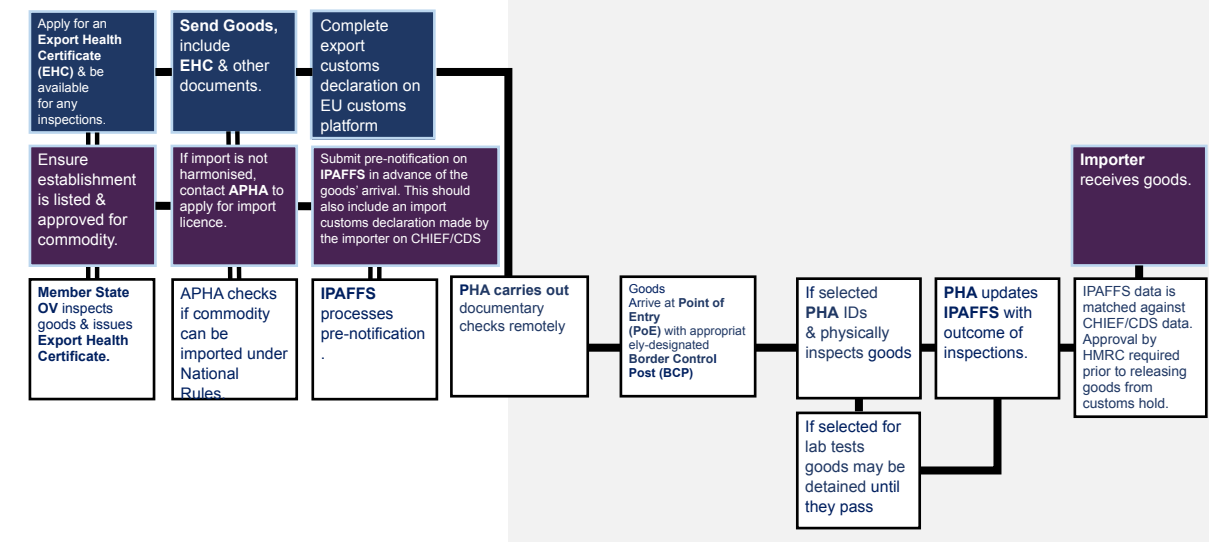 Apply for an
Export Health
Certificate
(EHC) & be
available
for any
inspections.
Send Goods,
include
EHC & other
documents.
Complete
export
customs
declaration on
EU customs
platform
Ensure
establishment
is listed &
approved for
commodity.
If import is not
harmonised,
contact APHA to
apply for import
licence.
Submit pre-notification on
IPAFFS in advance of the
goods’ arrival. This should
also include an import
customs declaration made by
the importer on CHIEF/CDS
Importer
receives goods.
Member State
OV inspects
goods & issues
Export Health
Certificate.
APHA checks
if commodity
can be
imported under
National
Rules.
IPAFFS
processes
pre-notification
.
PHA carries out
documentary
checks remotely
Goods
Arrive at Point of
Entry
(PoE) with appropriat
ely-designated
Border Control
Post (BCP)
If selected
PHA IDs
& physically
inspects goods
PHA updates
IPAFFS with
outcome of
inspections.
IPAFFS data is
matched against
CHIEF/CDS data.
Approval by
HMRC required
prior to releasing
goods from
customs hold.
If selected for
lab tests
goods may be
detained until
they pass